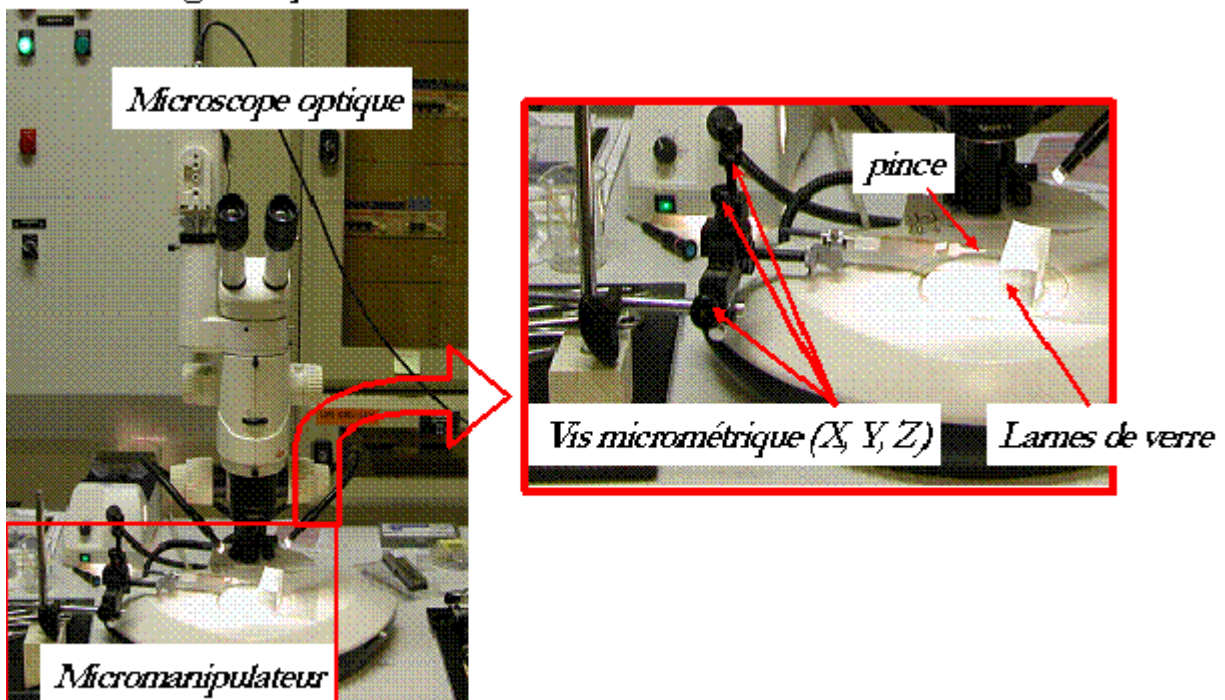 Microscope optique
pince
Vis micrométrique (X, Y, Z)
Lames de verre
Micromanipulateur